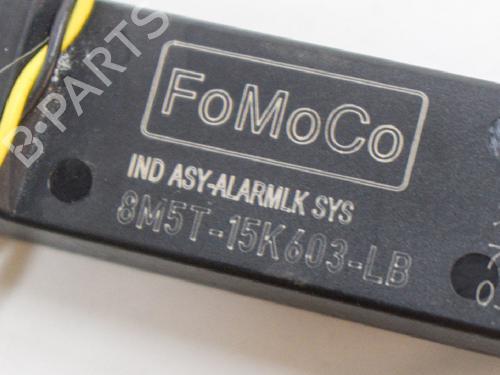 B-PARTS
FoMoCo
IND ASY-ALARMLK SYS
8M5T-15K603-LB